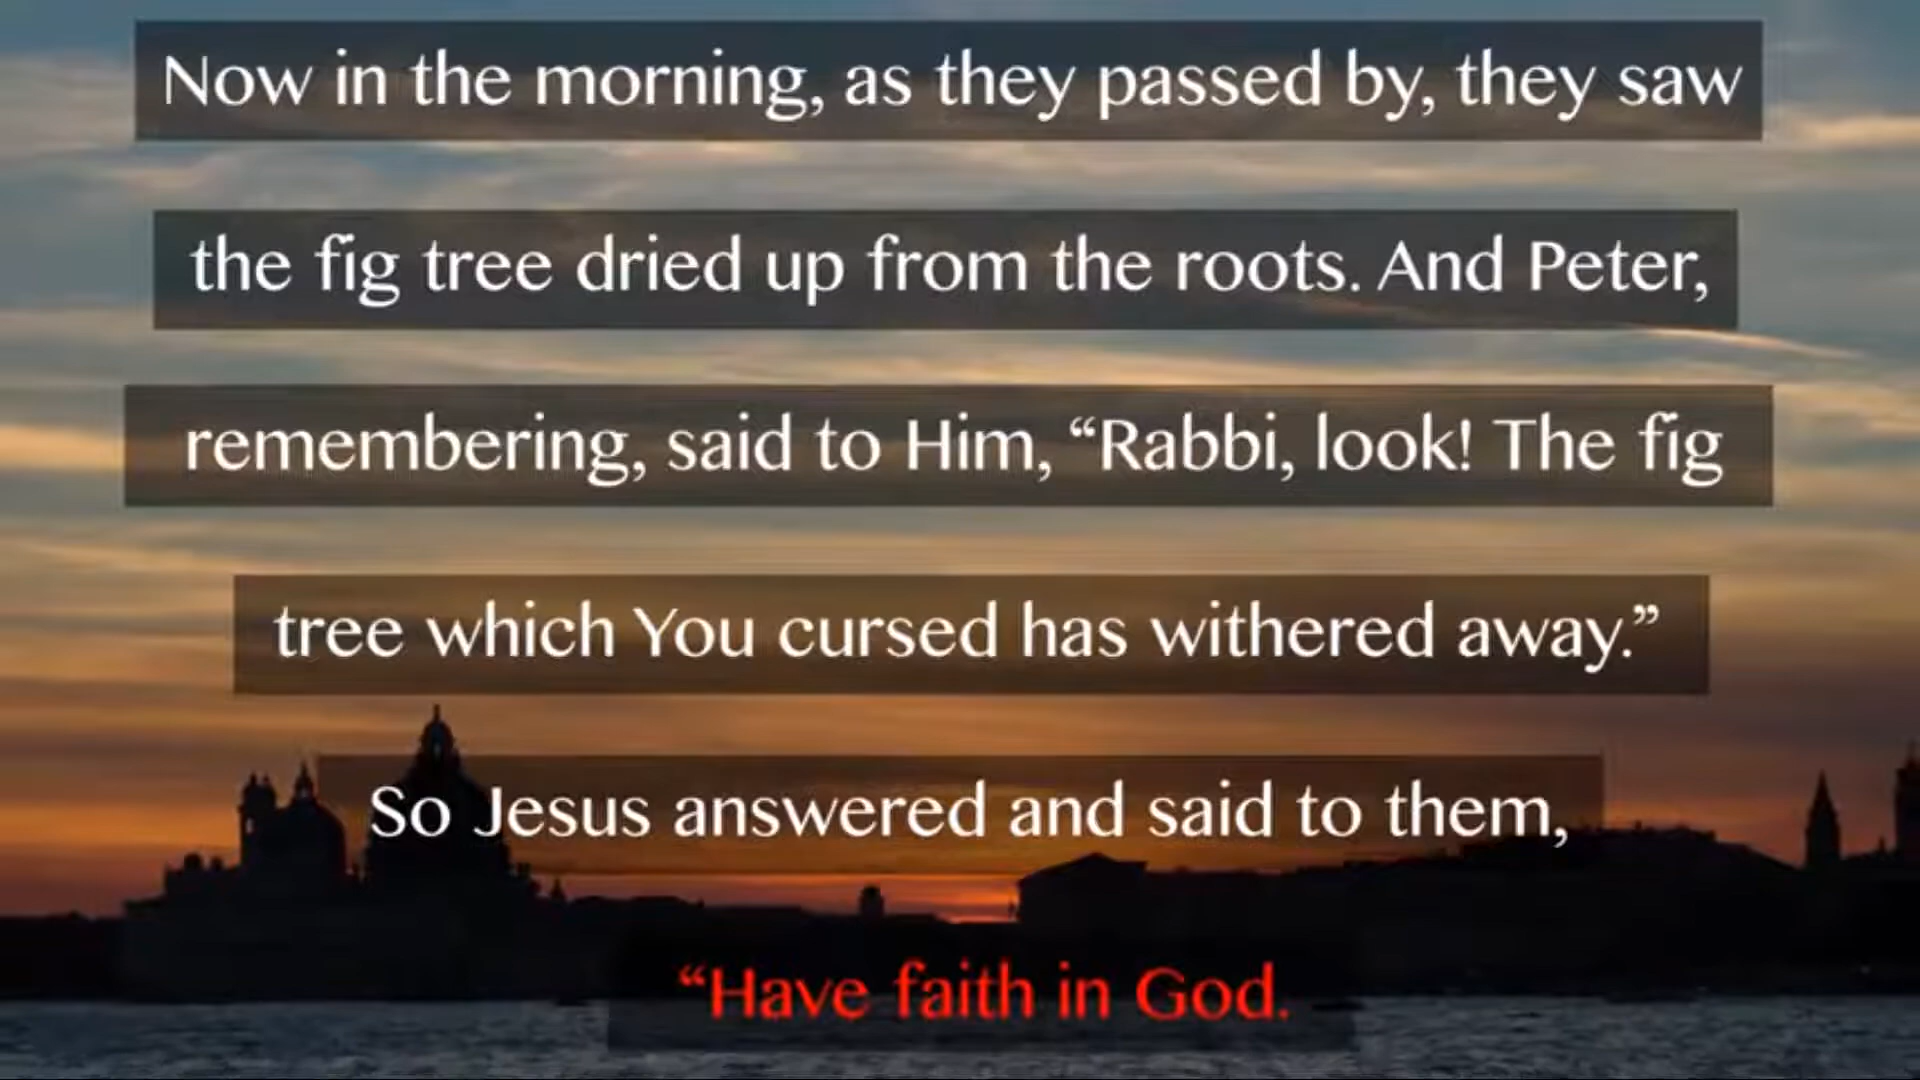 Now in the morning, as they passed by, they saw
the fig tree dried up from the roots. And Peter,
remembering, said to Him, “Rabbi, look! The fig
tree which You cursed has withered away.”
So Jesus answered and said to them,
“Have faith in God.